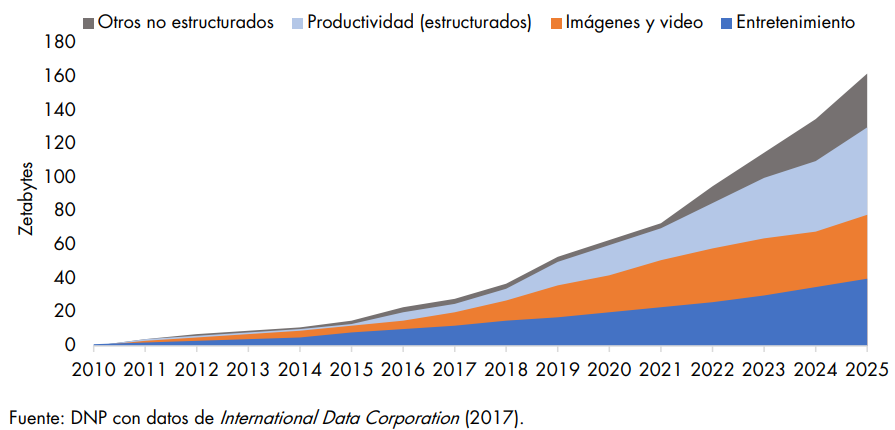 Otros no estructurados Productividad (estructurados) Imágenes y video Entretenimiento
180
160
140
120
100
80
60
40
20
0
Zetabytes
2010 2011 2012 2013 2014 2015 2016 2017 2018 2019 2020 2021 2022 2023 2024 2025
Fuente: DNP con datos de International Data Corporation (2017).